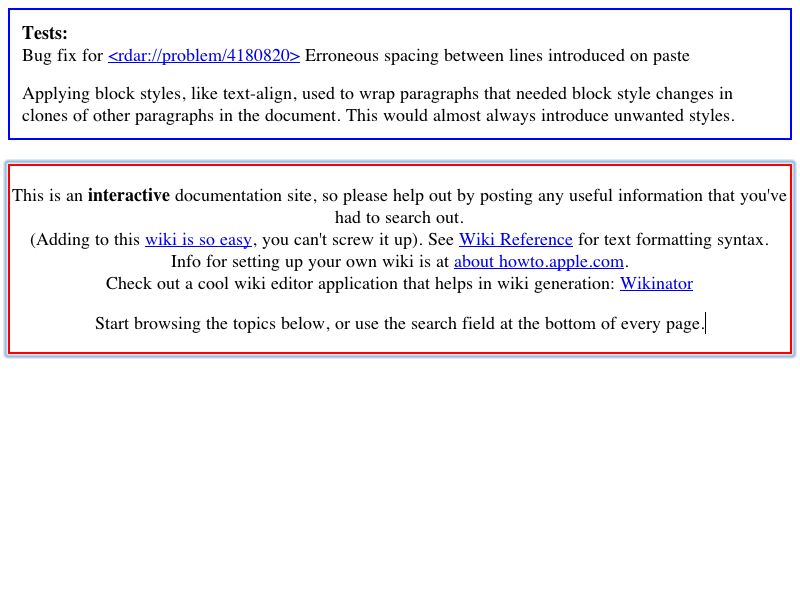 Tests:
Bug fix for <rdar://problem/4180820> Erroneous spacing between lines introduced on paste
Applying block styles, like text-align, used to wrap paragraphs that needed block style changes in
clones of other paragraphs in the document. This would almost always introduce unwanted styles.
This is an interactive documentation site, so please help out by posting any useful information that you've
had to search out.
(Adding to this wiki is so easy, you can't screw it up). See Wiki Reference for text formatting syntax.
Info for setting up your own wiki is at about howto.apple.com.
Check out a cool wiki editor application that helps in wiki generation: Wikinator
Start browsing the topics below, or use the search field at the bottom of every page.